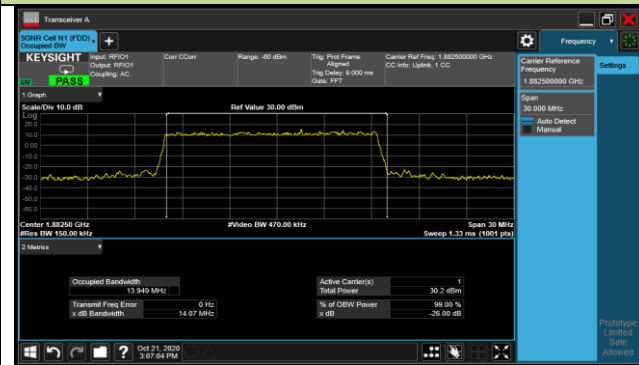 Transceiver A
5GNR Cell N1 (FDD)
Occupied BW
Frequency
KEYSIGHT
PASS
Input: RFIO1
Output: RFIO1
Coupling: AC
Corr CCorr
Range: -80 dBm
Trig: Prot Frame
Aligned
Trig Delay: 9.000 ms
Gate: FFT
Carrier Ref Freq: 1.882500000 GHz
CC Info: Uplink, 1 CC
Carrier Reference
Frequency
1.882500000 GHz
Settings
Span
30.000 MHz
Auto Detect
Manual
1 Graph
Scale/Div 10.0 dB
Ref Value 30.00 dBm
Log
20.0
10.0
0.00
-10.0
-20.0
-30.0
-40.0
-50.0
-60.0
Center 1.88250 GHz
#Video BW 470.00 kHz
Span 30 MHz
#Res BW 150.00 kHz
Sweep 1.33 ms (1001 pts)
2 Metrics
Occupied Bandwidth
13.949 MHz
Active Carrier(s) 1
Total Power 30.2 dBm
Transmit Freq Error 0 Hz
x dB Bandwidth 14.07 MHz
% of OBW Power 99.00 %
x dB -26.00 dB
Prototype
Limited
Sale
Allowed
Oct 21, 2020
3:07:04 PM